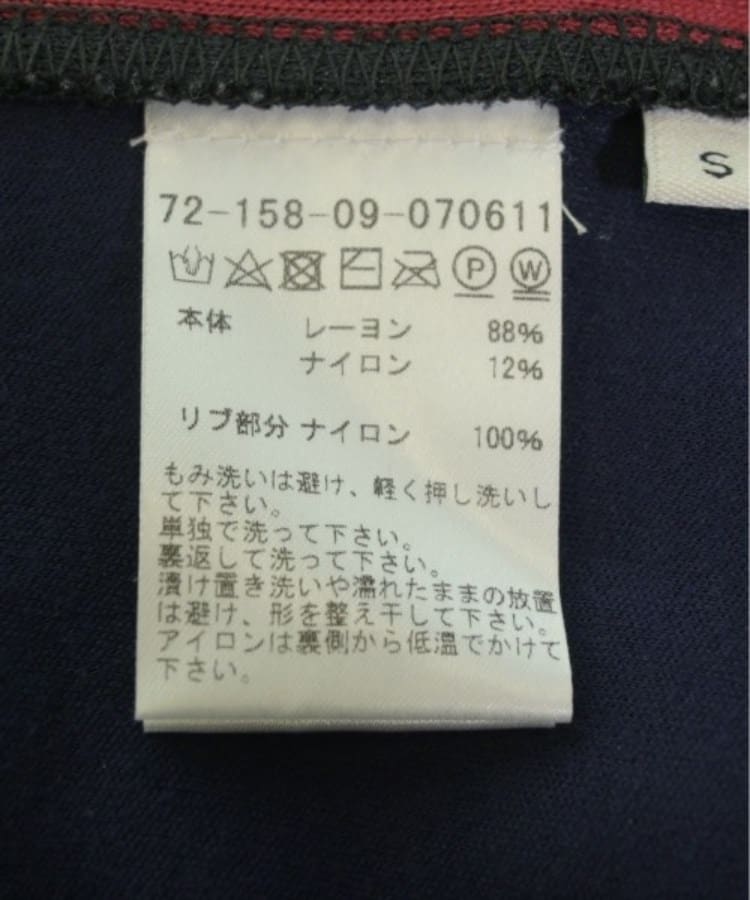 S
72-158-09-070611
P W
本体 レーヨン 88%
ナイロン 12%
リブ部分 ナイロン 100%
もみ洗いは避け、軽く押し洗いし
て下さい。
単独で洗って下さい。
裏返して洗って下さい。
漬け置き洗いや濡れたままの放置
は避け、形を整え干して下さい。
アイロンは裏側から低温でかけて
下さい。